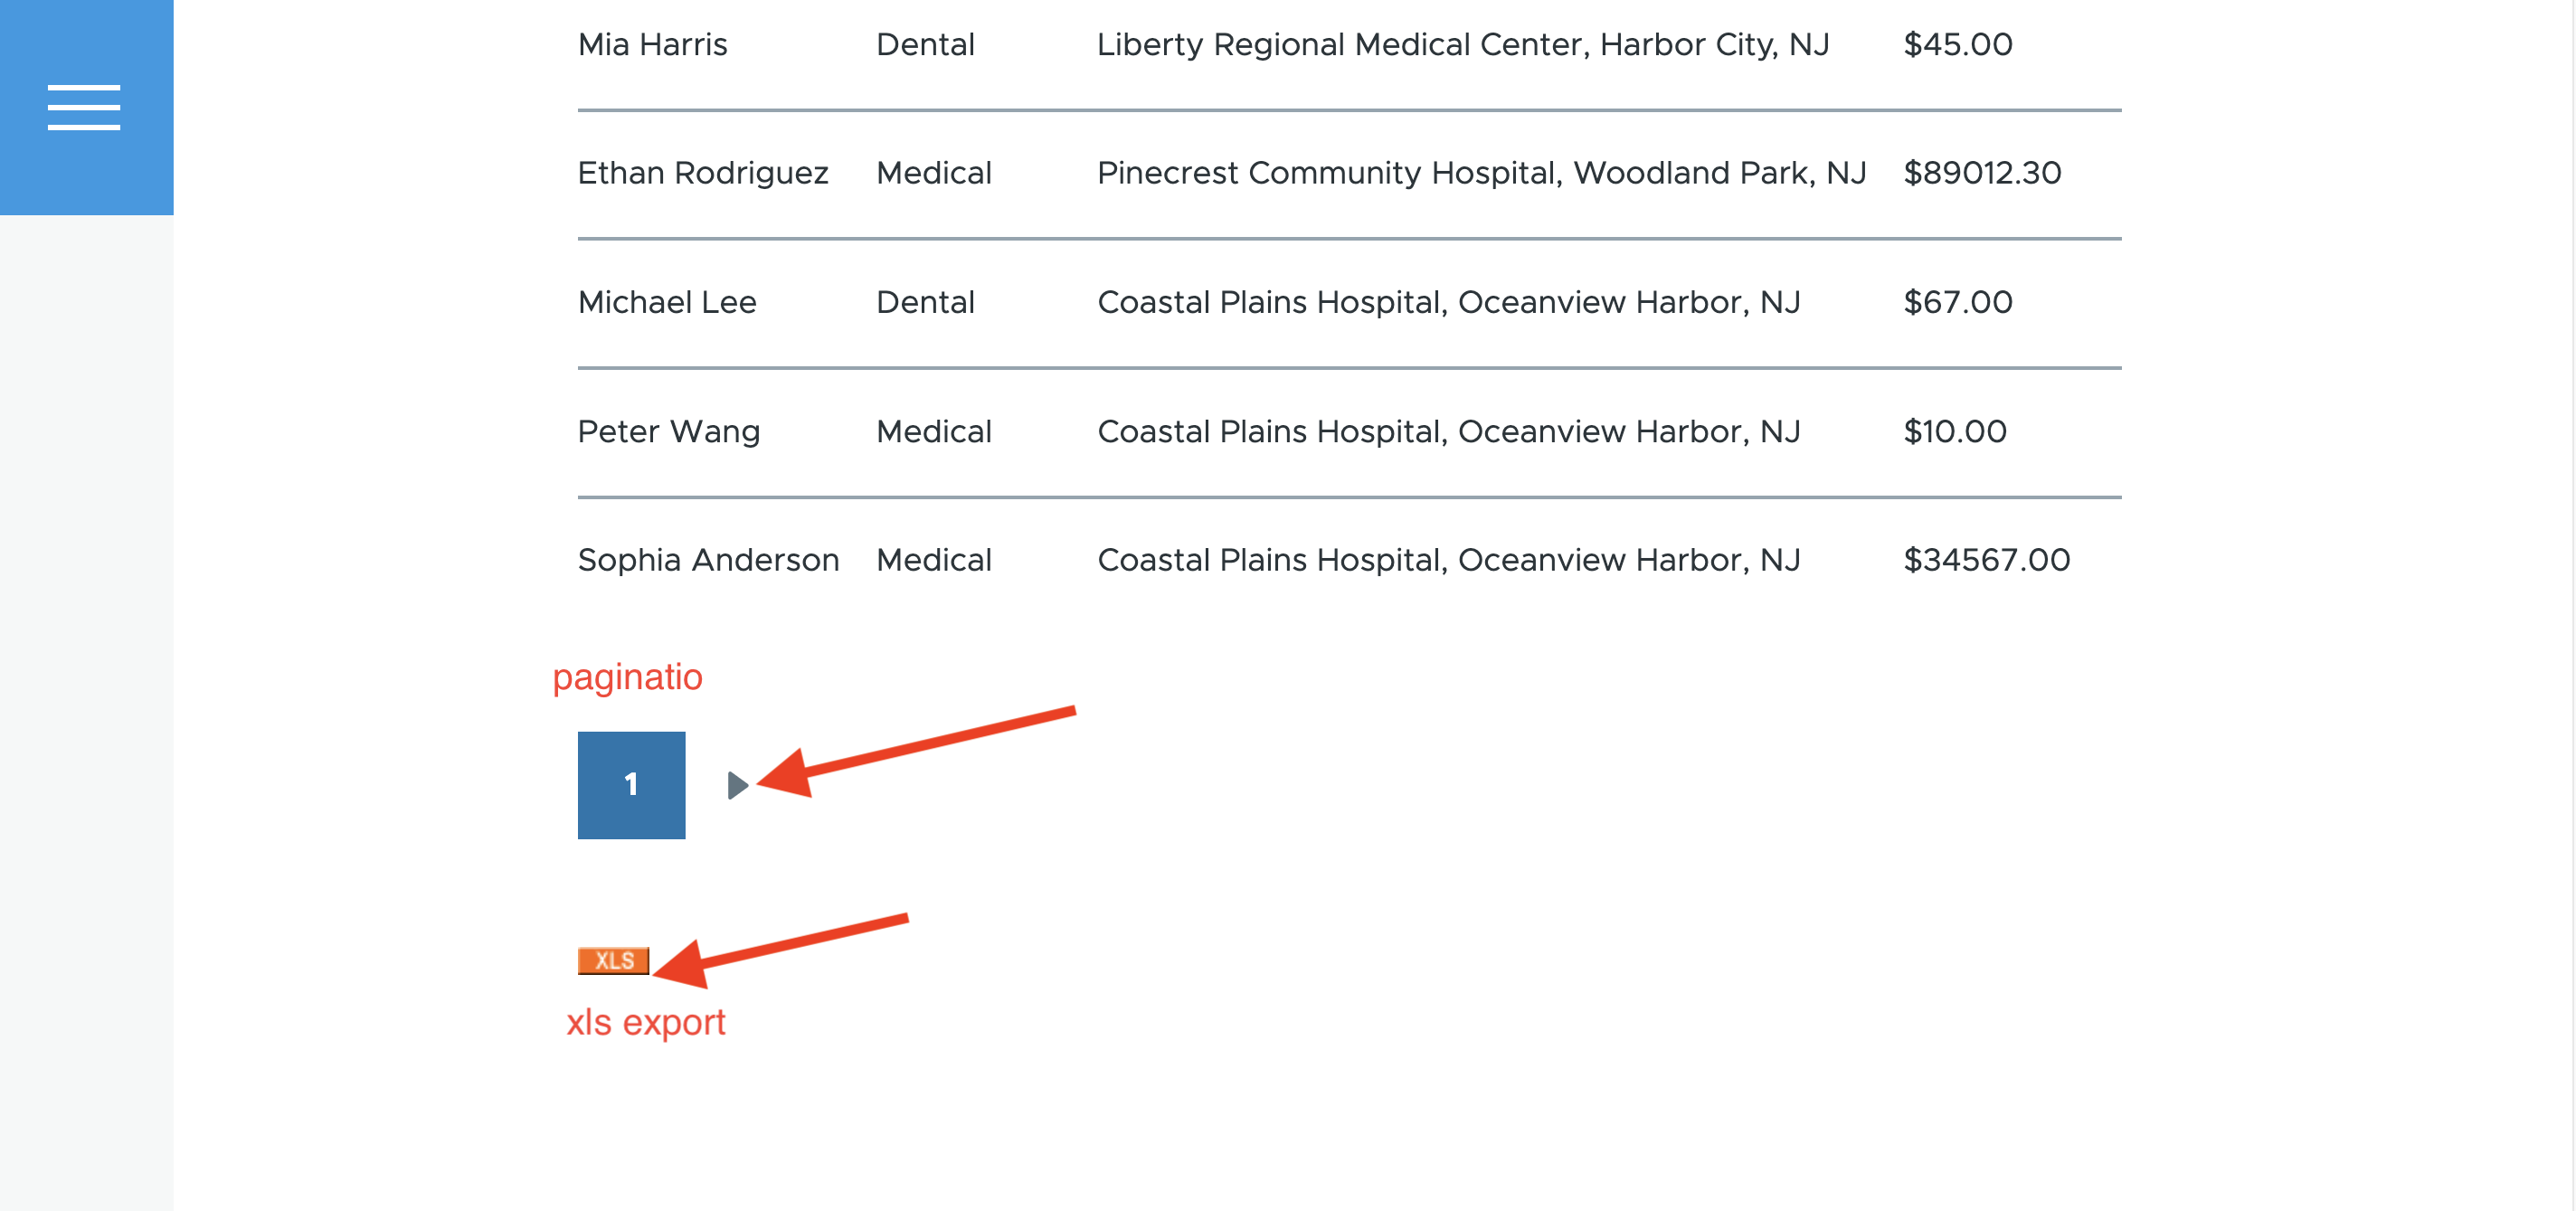 Mia Harris Dental Liberty Regional Medical Center, Harbor City, NJ $45.00
Ethan Rodriguez Medical Pinecrest Community Hospital, Woodland Park, NJ $89012.30
Michael Lee Dental Coastal Plains Hospital, Oceanview Harbor, NJ $67.00
Peter Wang Medical Coastal Plains Hospital, Oceanview Harbor, NJ $10.00
Sophia Anderson Medical Coastal Plains Hospital, Oceanview Harbor, NJ $34567.00
paginatio
1
XLS
xls export